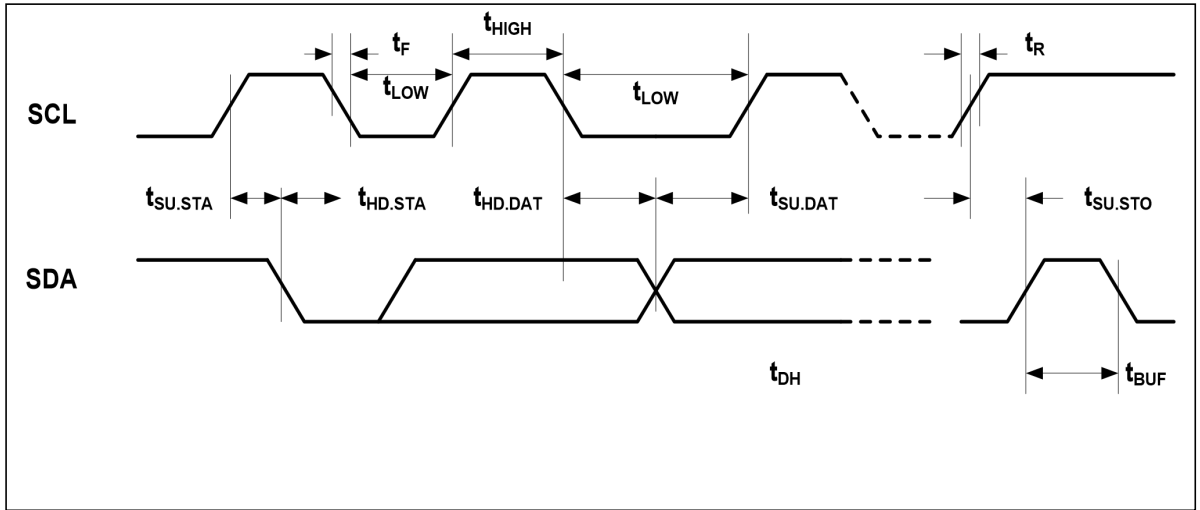 tHIGH
tF
tR
tLOW
tLOW
SCL
tSU.STA
tHD.STA
tHD.DAT
tSU.DAT
tSU.STO
SDA
tDH
tBUF